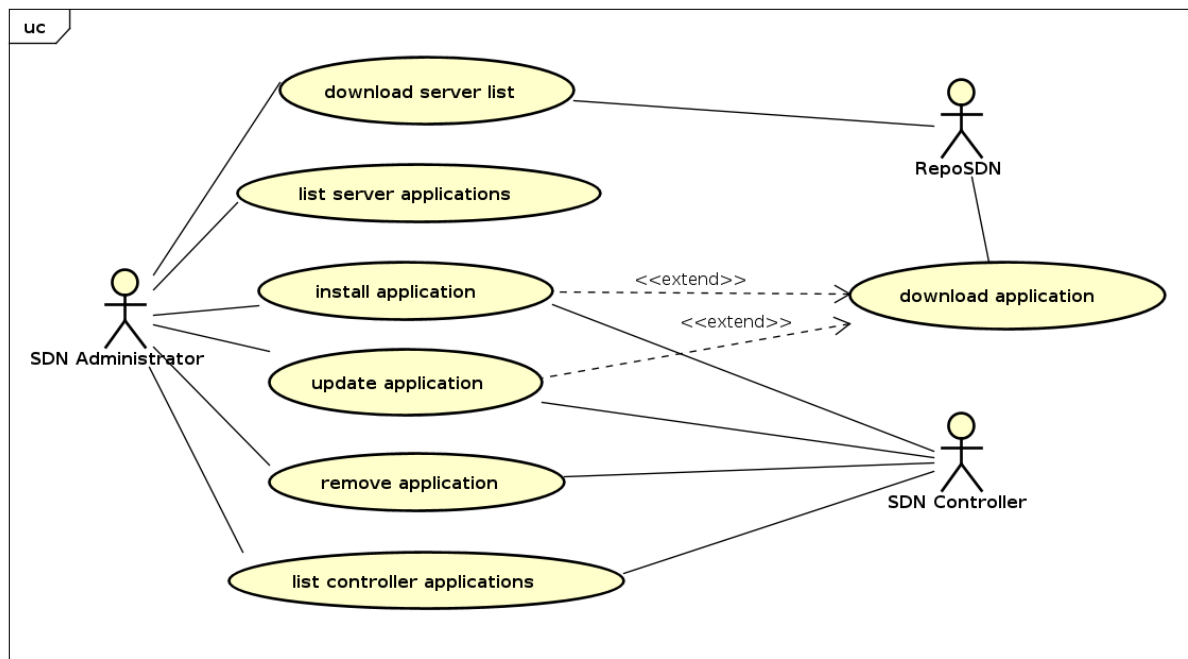 uc
download server list
RepoSDN
list server applications
SDN Administrator
install application
<<extend>>
download application
<<extend>>
update application
remove application
SDN Controller
list controller applications